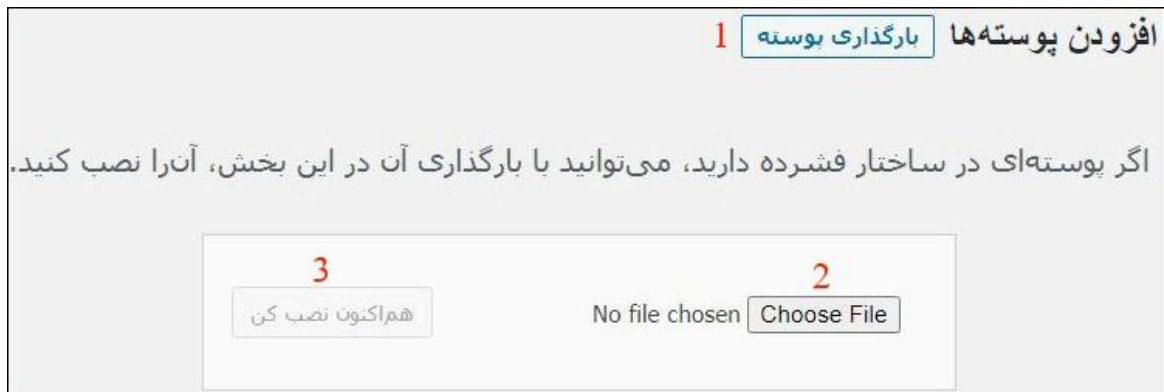 افزودن پوسته‌ها بارگذاری پوسته 1
اگر پوسته‌ای در ساختار فشرده دارید، می‌توانید با بارگذاری آن در این بخش، آن‌را نصب کنید.
2 3
Choose File No file chosen هم‌اکنون نصب کن